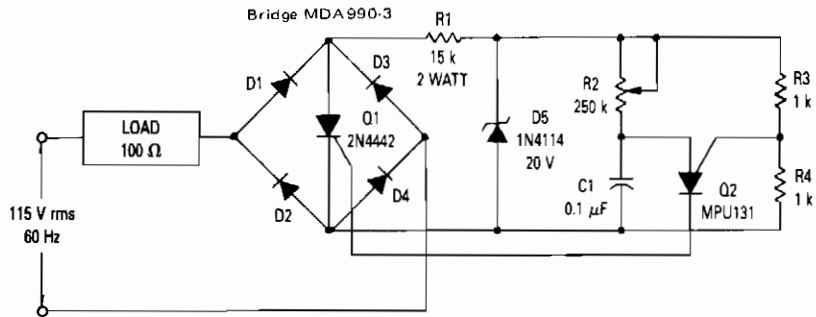 Bridge MDA990-3
R1
15 k
2 WATT
D1
D3
Q1
2N4442
D2
D4
LOAD
100 Ω
115 V rms
60 Hz
D5
1N4114
20 V
R2
250 k
C1
0.1 μF
Q2
MPU131
R3
1 k
R4
1 k